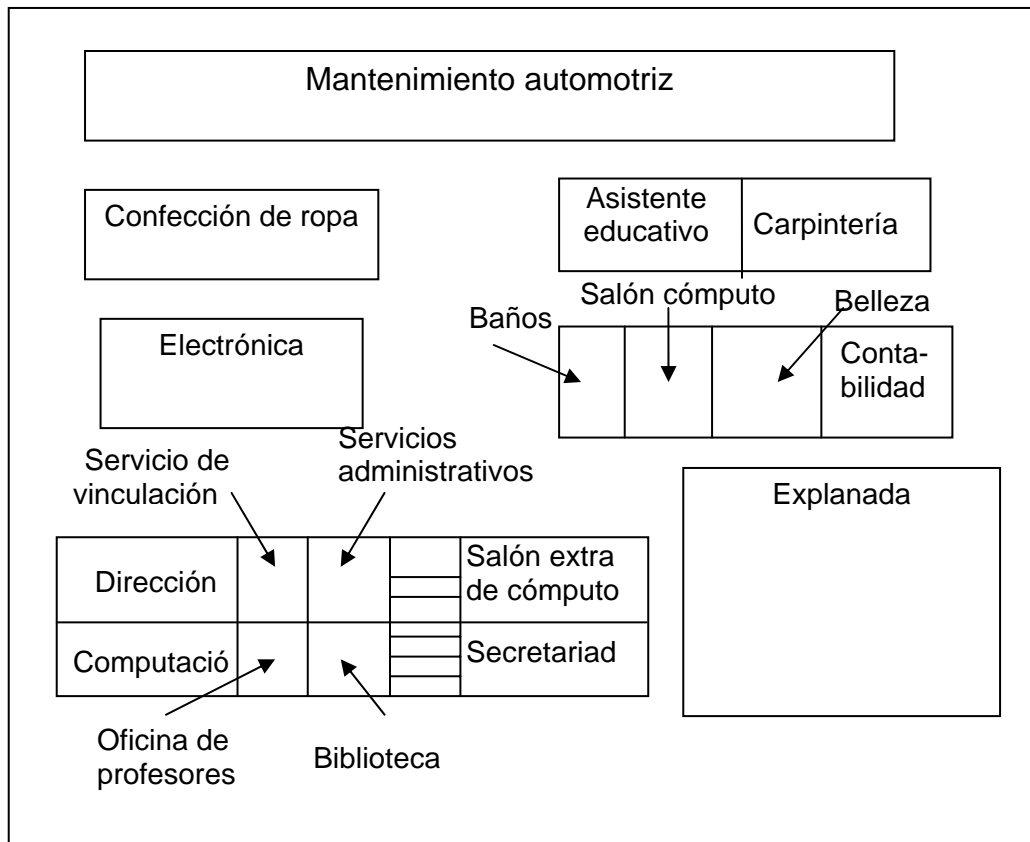 Mantenimiento automotriz
Confección de ropa
Asistente
educativo
Carpintería
Salón cómputo
Belleza
Baños
Electrónica
Conta-
bilidad
Servicios
administrativos
Servicio de
vinculación
Explanada
Dirección
Salón extra
de cómputo
Computació
Secretariad
Oficina de
profesores
Biblioteca